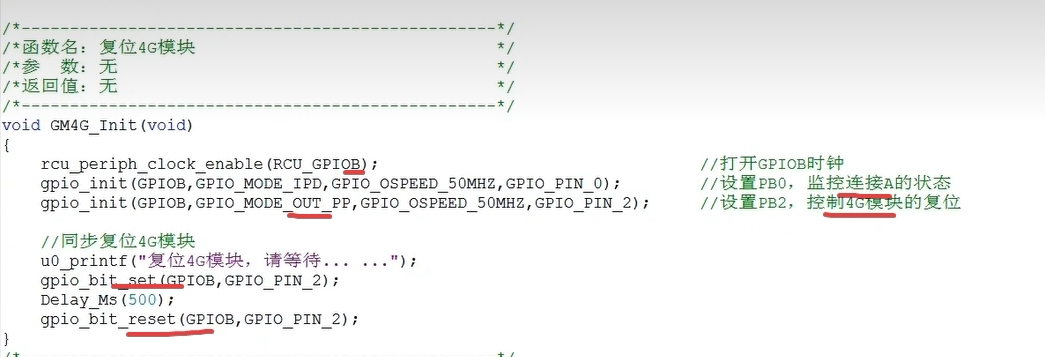 /*-------------------------------------------------*/
/*函数名：复位4G模块 */
/*参  数：无 */
/*返回值：无 */
/*-------------------------------------------------*/
void GM4G_Init(void)
{
    rcu_periph_clock_enable(RCU_GPIOB); //打开GPIOB时钟
    gpio_init(GPIOB,GPIO_MODE_IPD,GPIO_OSPEED_50MHZ,GPIO_PIN_0); //设置PB0，监控连接A的状态
    gpio_init(GPIOB,GPIO_MODE_OUT_PP,GPIO_OSPEED_50MHZ,GPIO_PIN_2); //设置PB2，控制4G模块的复位
    //同步复位4G模块
    u0_printf("复位4G模块，请等待... ...");
    gpio_bit_set(GPIOB,GPIO_PIN_2);
    Delay_Ms(500);
    gpio_bit_reset(GPIOB,GPIO_PIN_2);
}
/*-------------------------------------------------*/